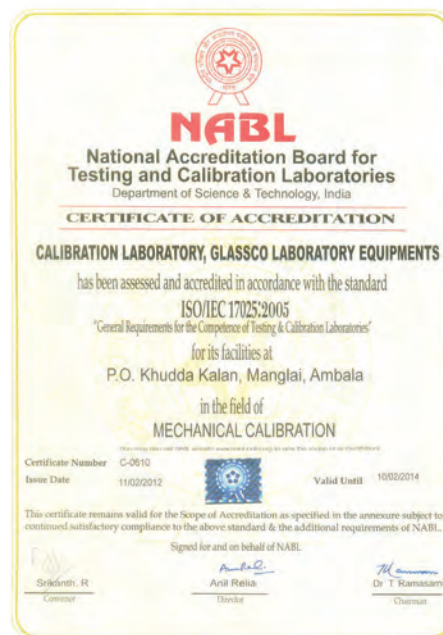 NABL
National Accreditation Board for
Testing and Calibration Laboratories
Department of Science & Technology, India
CERTIFICATE OF ACCREDITATION
CALIBRATION LABORATORY, GLASSCO LABORATORY EQUIPMENTS
has been assessed and accredited in accordance with the standard
ISO/IEC 17025:2005
"General Requirements for the Competence of Testing & Calibration Laboratories"
for its facilities at
P.O. Khudda Kalan, Manglai, Ambala
in the field of
MECHANICAL CALIBRATION
Certificate Number C-0610
Issue Date 11/02/2012 Valid Until 10/02/2014
This certificate remains valid for the Scope of Accreditation as specified in the annexure subject to
continued satisfactory compliance to the above standard & the additional requirements of NABL.
Signed for and on behalf of NABL
Srikanth. R Anil Relia Dr T. Ramasami
Convenor Director Chairman